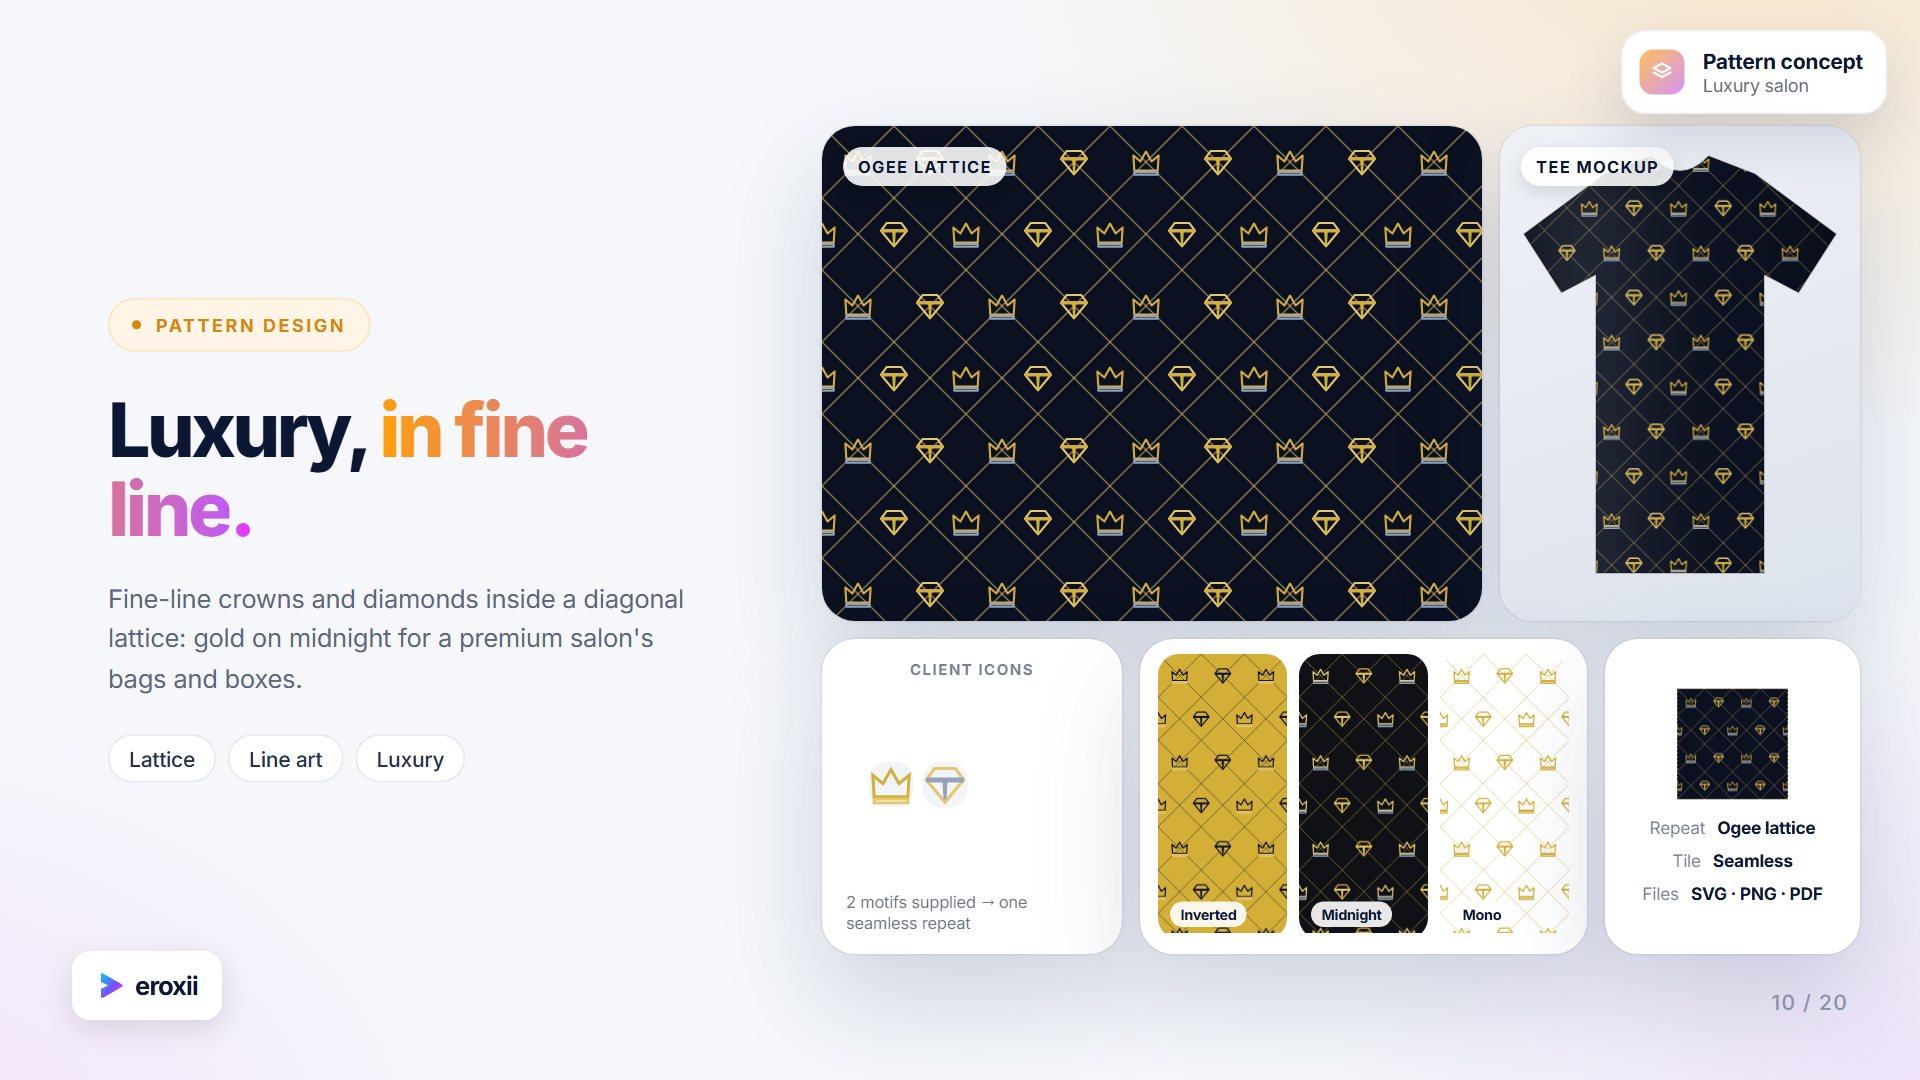 Pattern concept
Luxury salon
OGEE LATTICE
TEE MOCKUP
PATTERN DESIGN
Luxury, in fine
line.
Fine-line crowns and diamonds inside a diagonal
lattice: gold on midnight for a premium salon's
bags and boxes.
Lattice
Line art
Luxury
CLIENT ICONS
2 motifs supplied → one
seamless repeat
Inverted
Midnight
Mono
Repeat Ogee lattice
Tile Seamless
Files SVG · PNG · PDF
eroxii
10 / 20